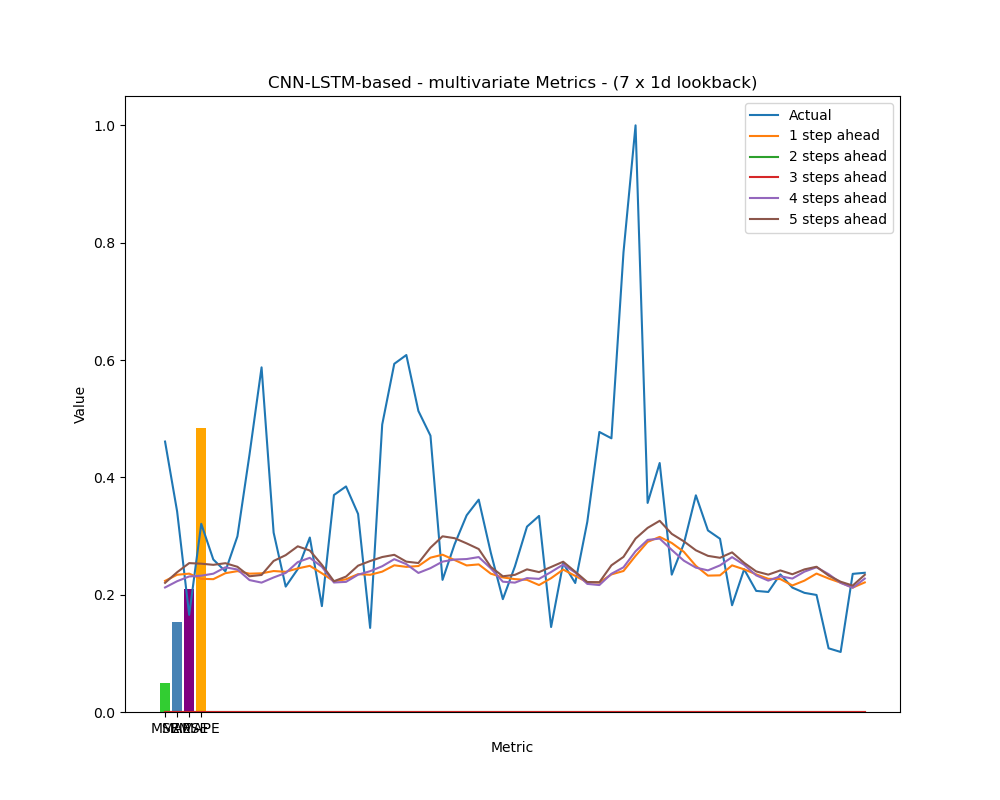 CNN-LSTM-based - multivariate Metrics - (7 x 1d lookback)
Actual
1 step ahead
2 steps ahead
3 steps ahead
4 steps ahead
5 steps ahead
1.0
0.8
0.6
0.4
0.2
0.0
Value
Metric